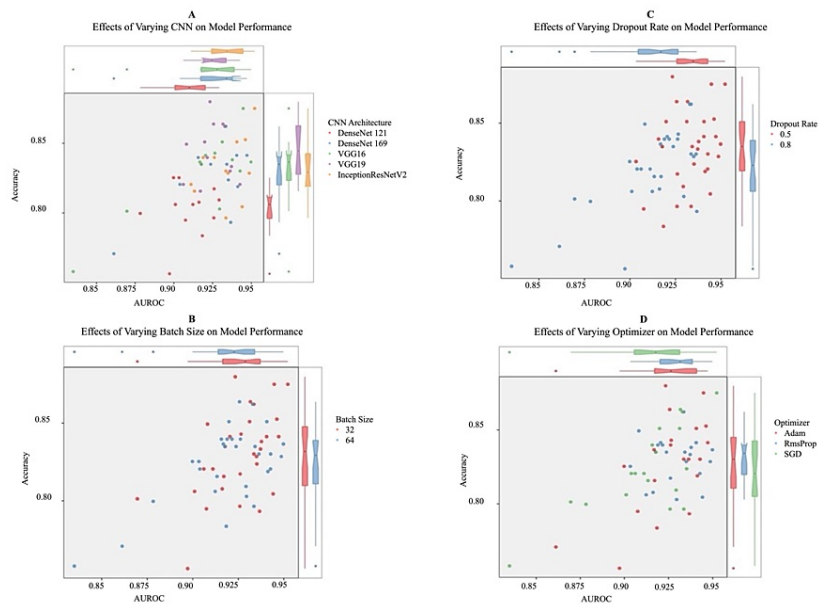 A
Effects of Varying CNN on Model Performance
CNN Architecture
DenseNet 121
DenseNet 169
VGG16
VGG19
InceptionResNetV2
Accuracy
0.85
0.80
0.85
0.875
0.90
0.925
0.95
AUROC
C
Effects of Varying Dropout Rate on Model Performance
Dropout Rate
0.5
0.8
Accuracy
0.85
0.80
0.85
0.875
0.90
0.925
0.95
AUROC
B
Effects of Varying Batch Size on Model Performance
Batch Size
32
64
Accuracy
0.85
0.80
0.85
0.875
0.90
0.925
0.95
AUROC
D
Effects of Varying Optimizer on Model Performance
Optimizer
Adam
RmsProp
SGD
Accuracy
0.85
0.80
0.85
0.875
0.90
0.925
0.95
AUROC